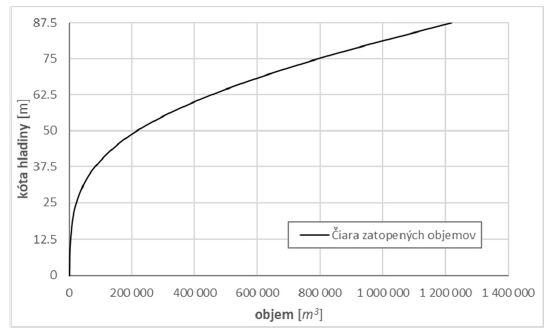 87.5
75
62.5
50
37.5
25
12.5
0
kóta hladiny [m]
Čiara zatopených objemov
0 200 000 400 000 600 000 800 000 1 000 000 1 200 000 1 400 000
objem [m³]